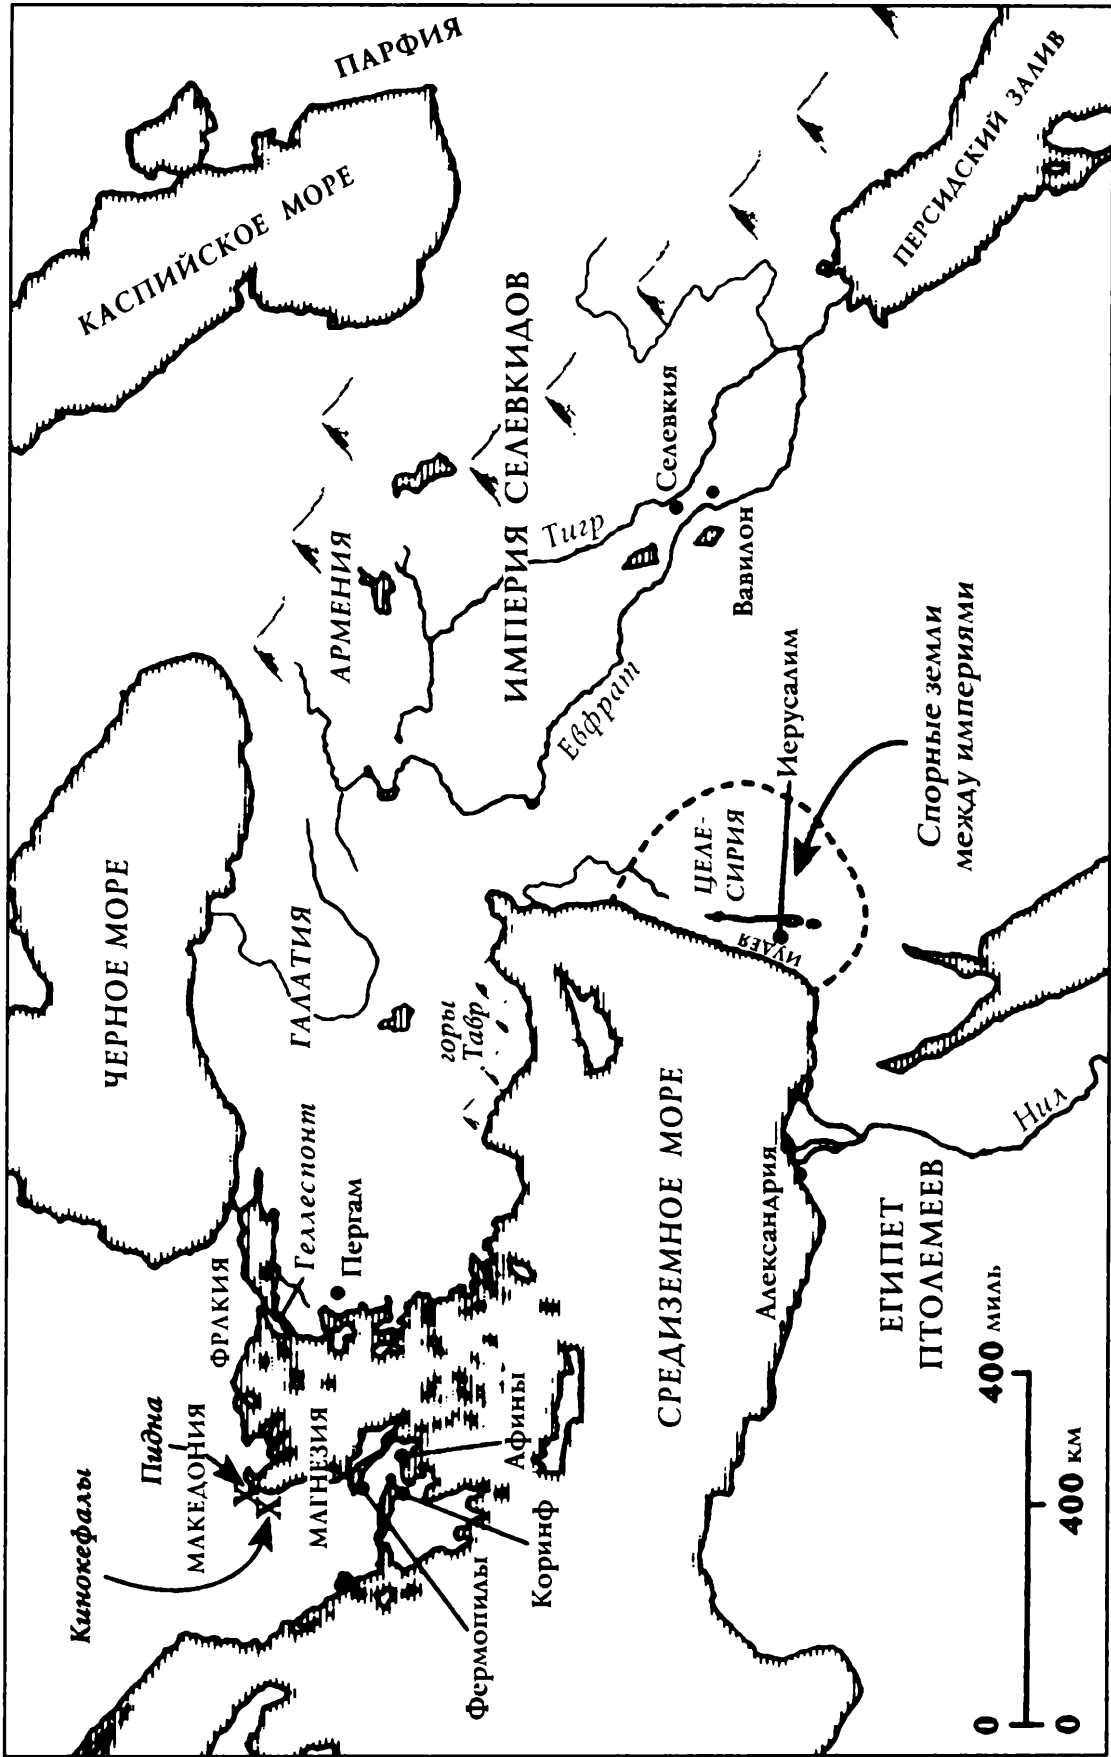 Кинокефалы
Пидна
МАКЕДОНИЯ
ФРАКИЯ
Геллеспонт
Пергам
МАГНЕЗИЯ
Фермопилы
Коринф
Афины
ЧЕРНОЕ МОРЕ
ГАЛАТИЯ
горы
Тавр
АРМЕНИЯ
КАСПИЙСКОЕ МОРЕ
ПАРФИЯ
ИМПЕРИЯ СЕЛЕВКИДОВ
Тигр
Евфрат
Селевкия
Вавилон
ПЕРСИДСКИЙ ЗАЛИВ
СРЕДИЗЕМНОЕ МОРЕ
ЦЕЛЕ-
СИРИЯ
ИУДЕЯ
Иерусалим
Спорные земли
между империями
Александрия
ЕГИПЕТ
ПТОЛЕМЕЕВ
Нил
0 400 МИЛЬ
0 400 КМ